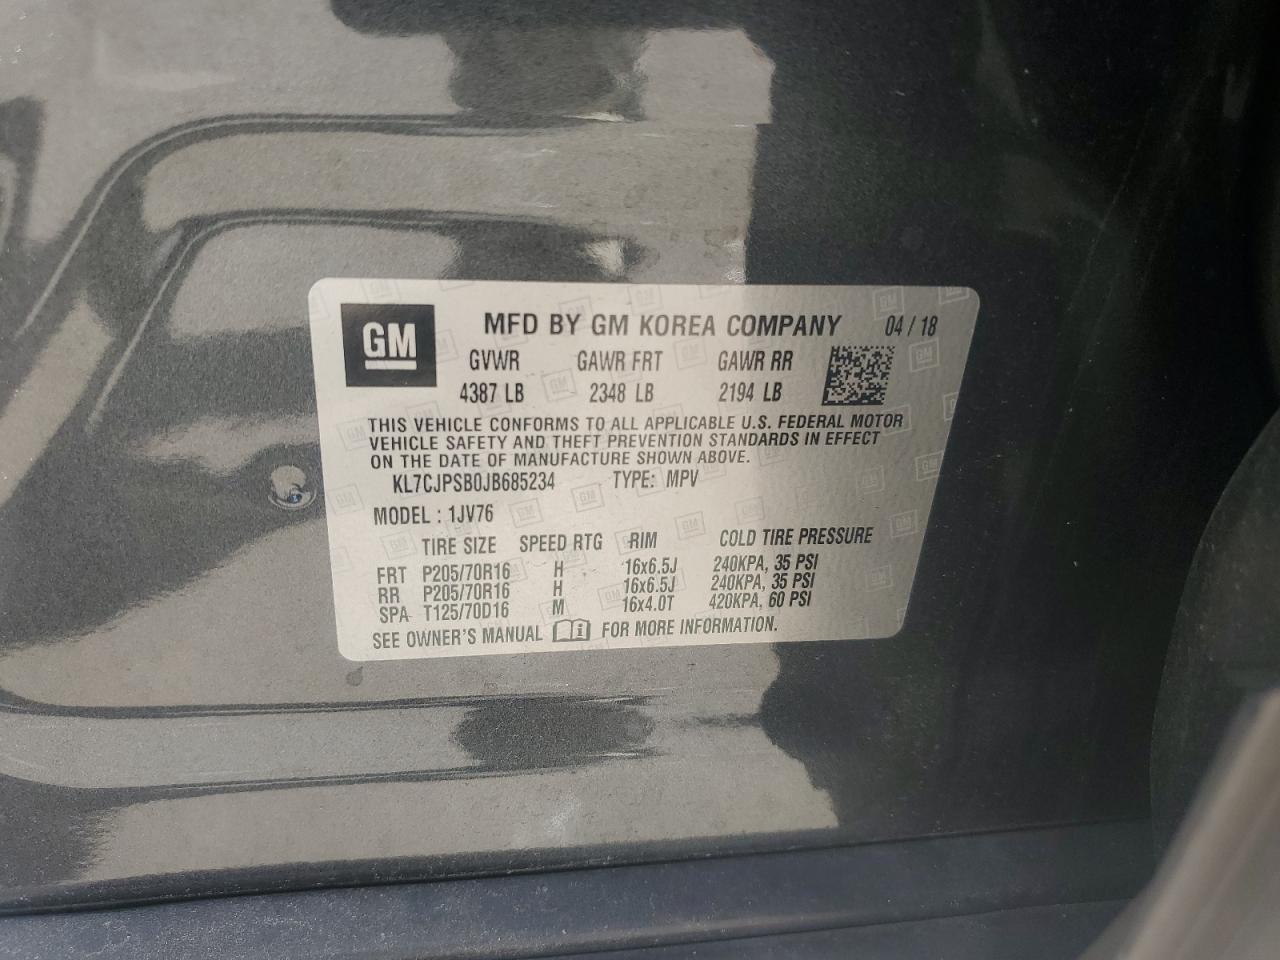 GM
MFD BY GM KOREA COMPANY 04 / 18
GVWR GAWR FRT GAWR RR
4387 LB 2348 LB 2194 LB
THIS VEHICLE CONFORMS TO ALL APPLICABLE U.S. FEDERAL MOTOR
VEHICLE SAFETY AND THEFT PREVENTION STANDARDS IN EFFECT
ON THE DATE OF MANUFACTURE SHOWN ABOVE.
KL7CJPSB0JB685234 TYPE: MPV
MODEL : 1JV76
TIRE SIZE SPEED RTG RIM COLD TIRE PRESSURE
FRT P205/70R16 H 16x6.5J 240KPA, 35 PSI
RR P205/70R16 H 16x6.5J 240KPA, 35 PSI
SPA T125/70D16 M 16x4.0T 420KPA, 60 PSI
SEE OWNER'S MANUAL FOR MORE INFORMATION.